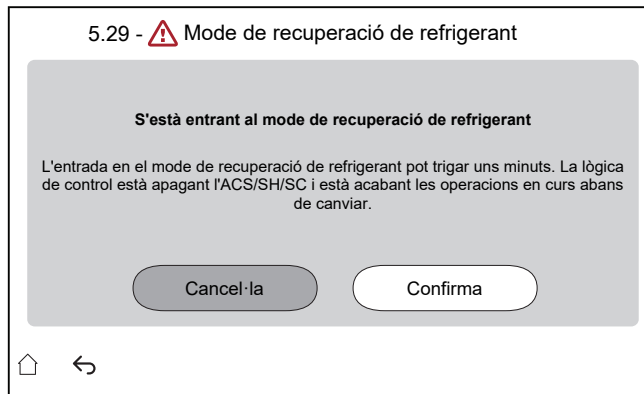 5.29 - Mode de recuperació de refrigerant
S'està entrant al mode de recuperació de refrigerant
L'entrada en el mode de recuperació de refrigerant pot trigar uns minuts. La lògica
de control està apagant l'ACS/SH/SC i està acabant les operacions en curs abans
de canviar.
Cancel·la
Confirma